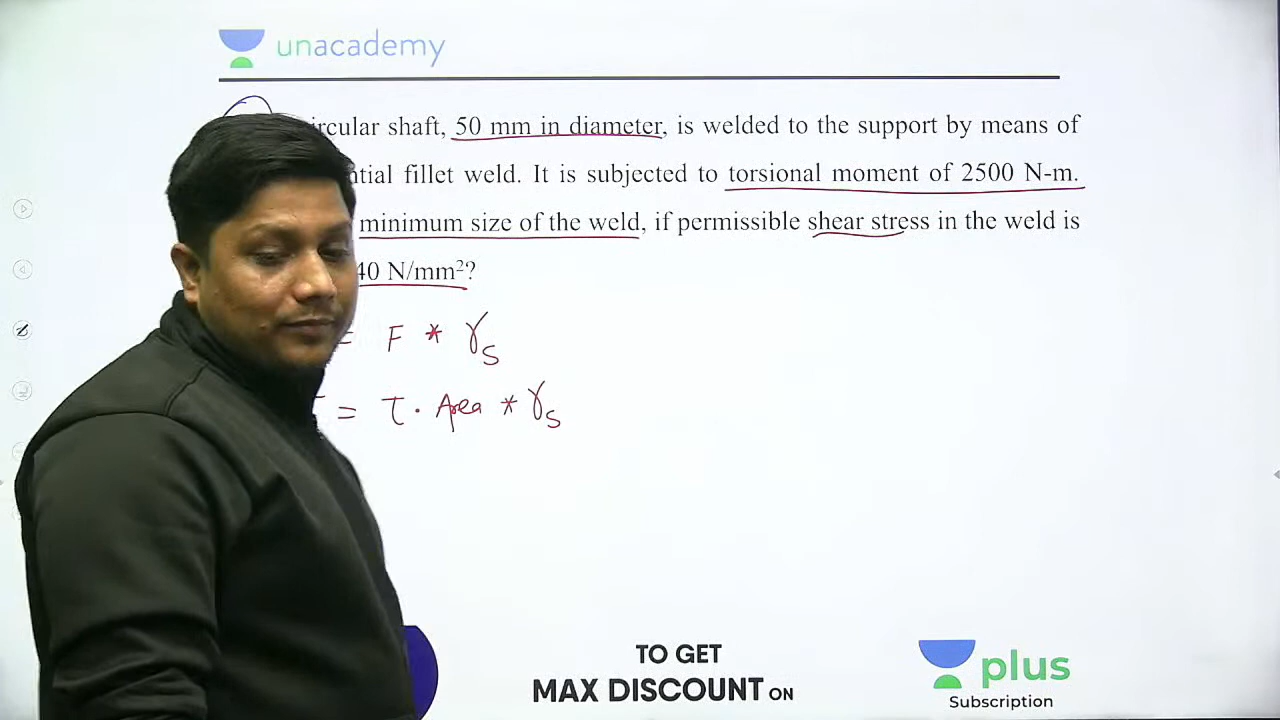 unacademy
ircular shaft, 50 mm in diameter, is welded to the support by means of
ntial fillet weld. It is subjected to torsional moment of 2500 N-m.
minimum size of the weld, if permissible shear stress in the weld is
40 N/mm²?
= F * r_s
= τ · Area * r_s
TO GET
MAX DISCOUNT ON
plus
Subscription